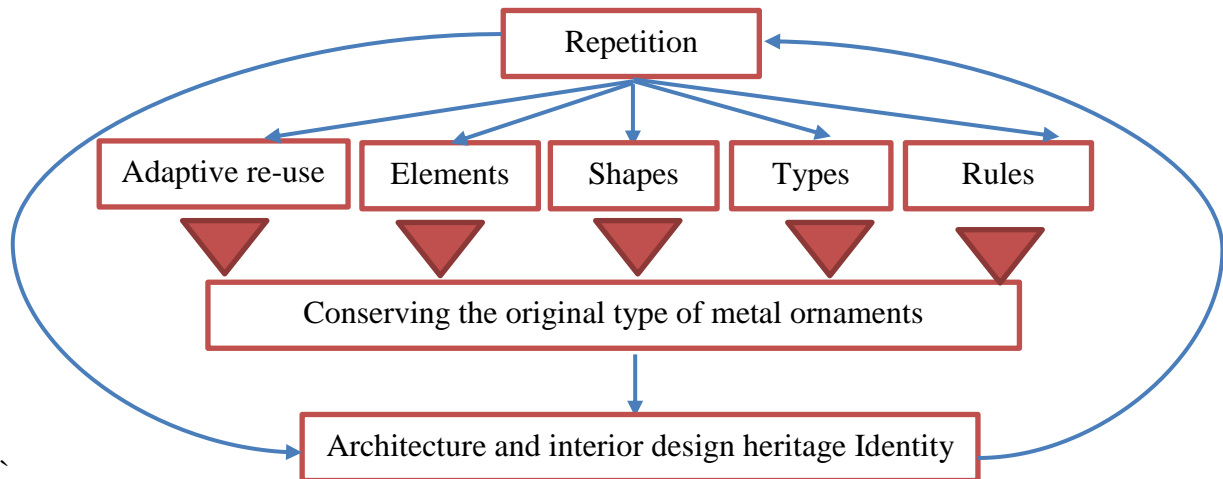 Repetition
Adaptive re-use
Elements
Shapes
Types
Rules
Conserving the original type of metal ornaments
Architecture and interior design heritage Identity
`